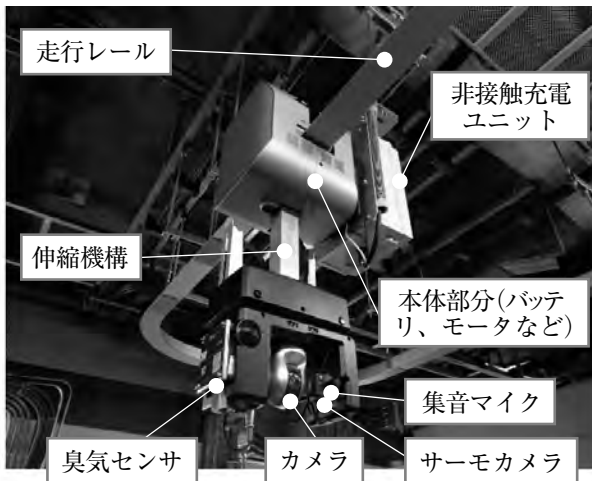 走行レール
非接触充電
ユニット
伸縮機構
本体部分(バッテ
リ、モータなど)
集音マイク
臭気センサ
カメラ
サーモカメラ